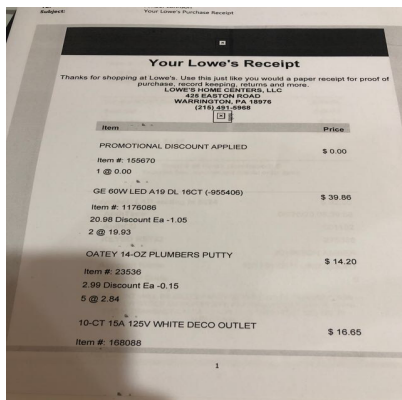 Subject:
Your Lowe's Purchase Receipt
Your Lowe's Receipt
Thanks for shopping at Lowe's. Use this just like you would a paper receipt for proof of
purchase, record keeping, returns and more.
LOWE'S HOME CENTERS, LLC
425 EASTON ROAD
WARRINGTON, PA 18976
(215) 491-5968
Item Price
PROMOTIONAL DISCOUNT APPLIED $ 0.00
Item #: 155670
1 @ 0.00
GE 60W LED A19 DL 16CT (-955406) $ 39.86
Item #: 1176086
20.98 Discount Ea -1.05
2 @ 19.93
OATEY 14-OZ PLUMBERS PUTTY $ 14.20
Item #: 23536
2.99 Discount Ea -0.15
5 @ 2.84
10-CT 15A 125V WHITE DECO OUTLET $ 16.65
Item #: 168088
1